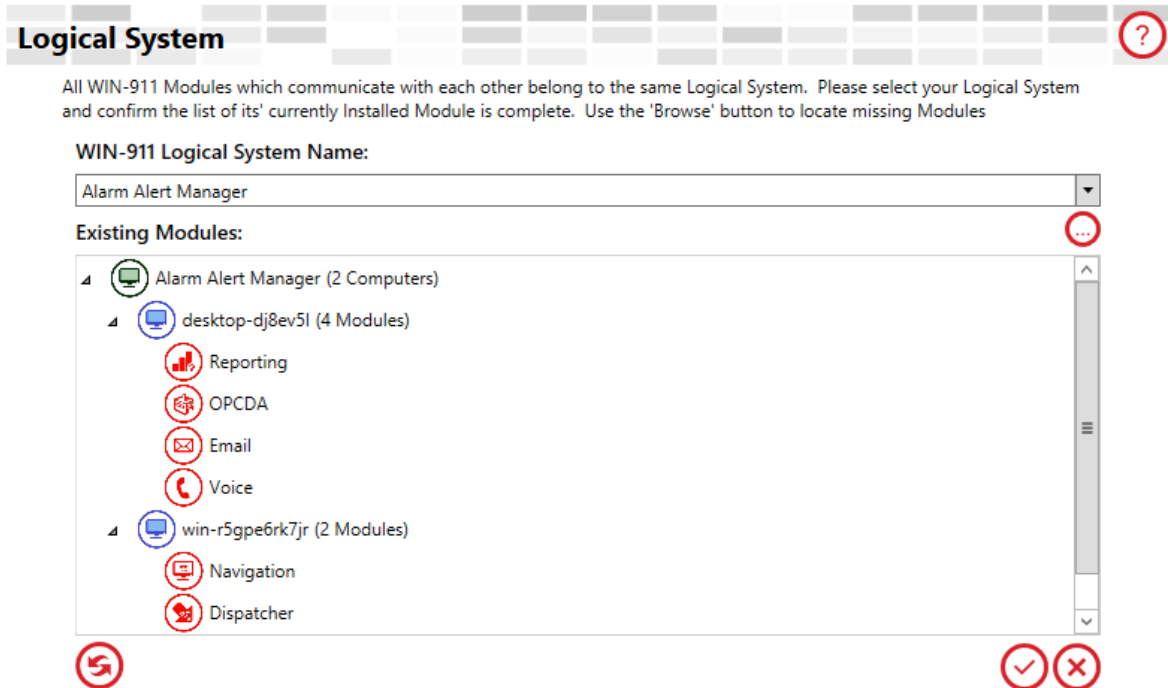 Logical System
?
All WIN-911 Modules which communicate with each other belong to the same Logical System. Please select your Logical System
and confirm the list of its' currently Installed Module is complete. Use the 'Browse' button to locate missing Modules
WIN-911 Logical System Name:
Alarm Alert Manager
Existing Modules:
...
Alarm Alert Manager (2 Computers)
desktop-dj8ev5l (4 Modules)
Reporting
OPCDA
Email
Voice
win-r5gpe6rk7jr (2 Modules)
Navigation
Dispatcher